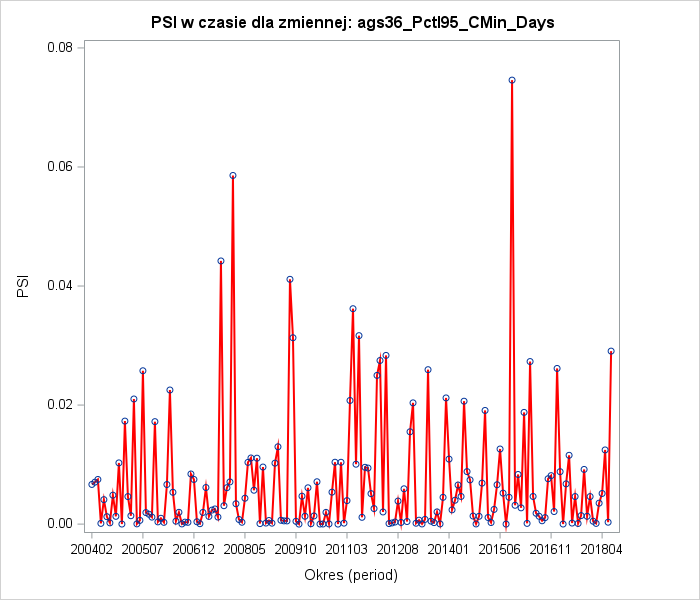 PSI w czasie dla zmiennej: ags36_Pctl95_CMin_Days
0.08
0.06
0.04
0.02
0.00
PSI
200402 200507 200612 200805 200910 201103 201208 201401 201506 201611 201804
Okres (period)